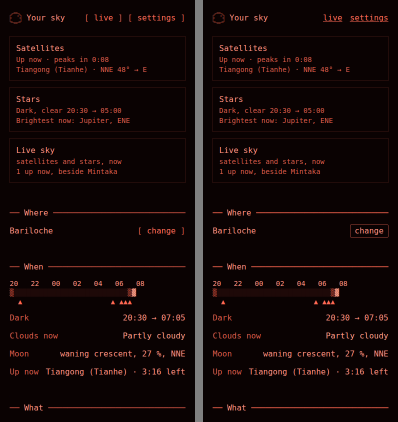 Your sky [ live ] [ settings ]
Satellites
Up now · peaks in 0:08
Tiangong (Tianhe) · NNE 48° → E
Stars
Dark, clear 20:30 → 05:00
Brightest now: Jupiter, ENE
Live sky
satellites and stars, now
1 up now, beside Mintaka
Where
Bariloche [ change ]
When
20 22 00 02 04 06 08
Dark 20:30 → 07:05
Clouds now Partly cloudy
Moon waning crescent, 27 %, NNE
Up now Tiangong (Tianhe) · 3:16 left
What
Your sky live settings
Satellites
Up now · peaks in 0:08
Tiangong (Tianhe) · NNE 48° → E
Stars
Dark, clear 20:30 → 05:00
Brightest now: Jupiter, ENE
Live sky
satellites and stars, now
1 up now, beside Mintaka
Where
Bariloche change
When
20 22 00 02 04 06 08
Dark 20:30 → 07:05
Clouds now Partly cloudy
Moon waning crescent, 27 %, NNE
Up now Tiangong (Tianhe) · 3:16 left
What